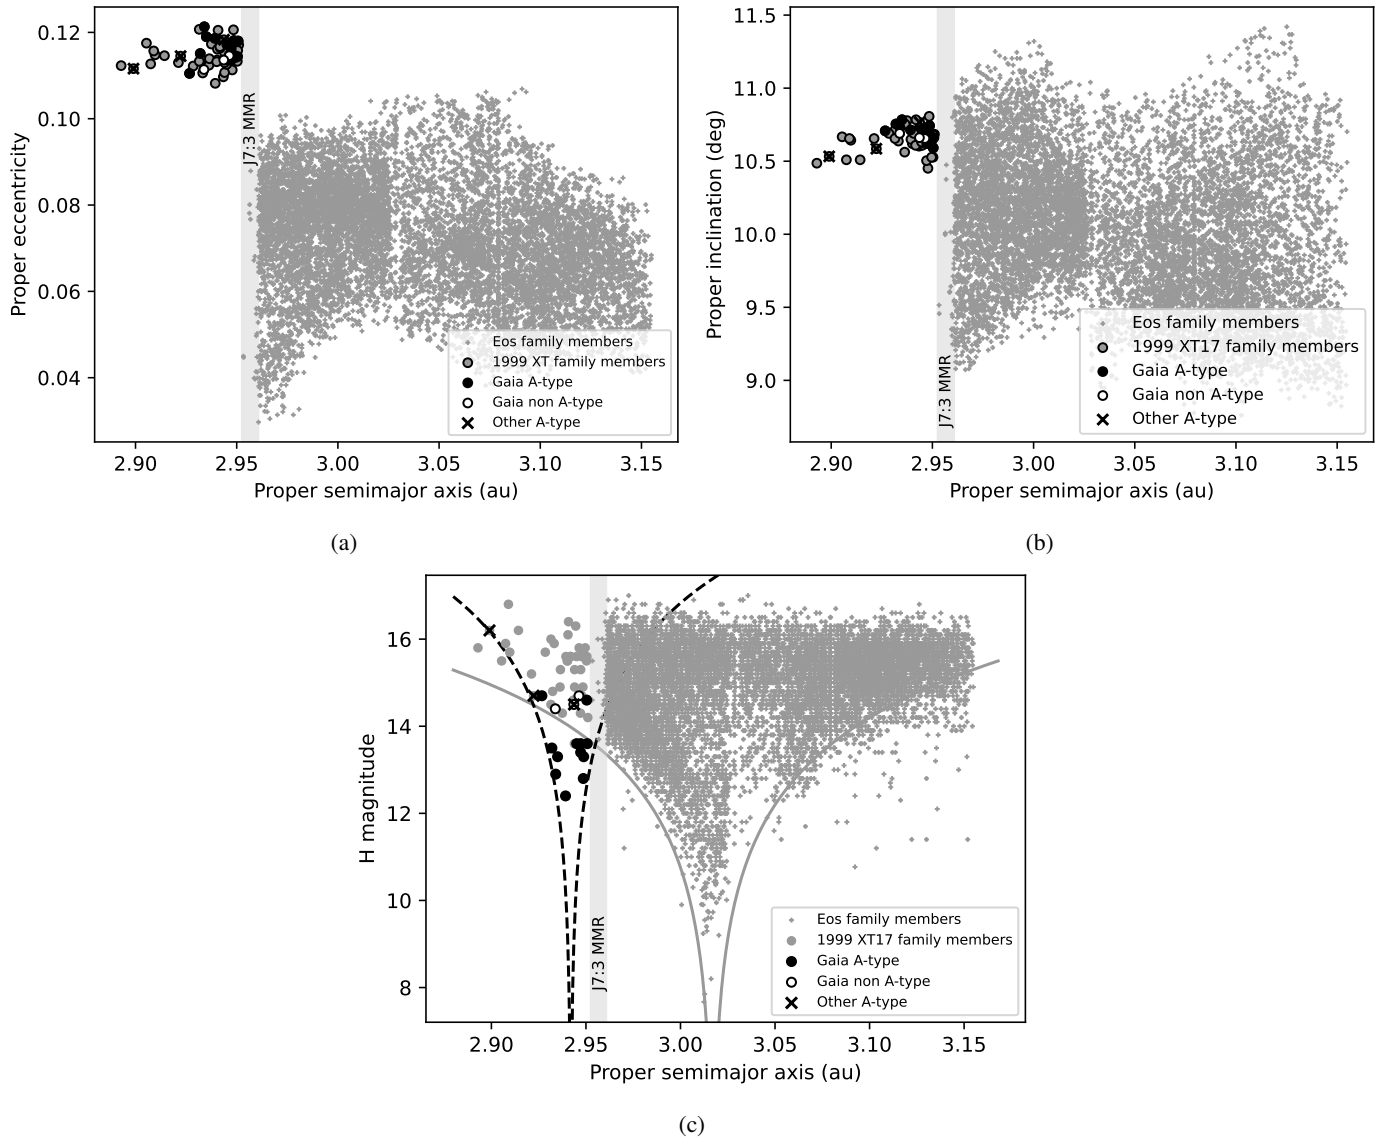 0.12
0.10
0.08
0.06
0.04
Proper eccentricity
J7:3 MMR
Eos family members
1999 XT family members
Gaia A-type
Gaia non A-type
Other A-type
2.90 2.95 3.00 3.05 3.10 3.15
Proper semimajor axis (au)
(a)
11.5
11.0
10.5
10.0
9.5
9.0
Proper inclination (deg)
J7:3 MMR
Eos family members
1999 XT17 family members
Gaia A-type
Gaia non A-type
Other A-type
2.90 2.95 3.00 3.05 3.10 3.15
Proper semimajor axis (au)
(b)
16
14
12
10
8
H magnitude
J7:3 MMR
Eos family members
1999 XT17 family members
Gaia A-type
Gaia non A-type
Other A-type
2.90 2.95 3.00 3.05 3.10 3.15
Proper semimajor axis (au)
(c)